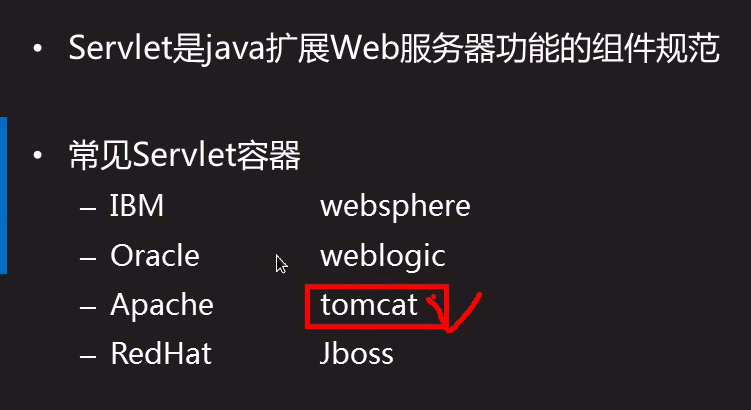 • Servlet是java扩展Web服务器功能的组件规范
• 常见Servlet容器
– IBM websphere
– Oracle weblogic
– Apache tomcat
– RedHat Jboss